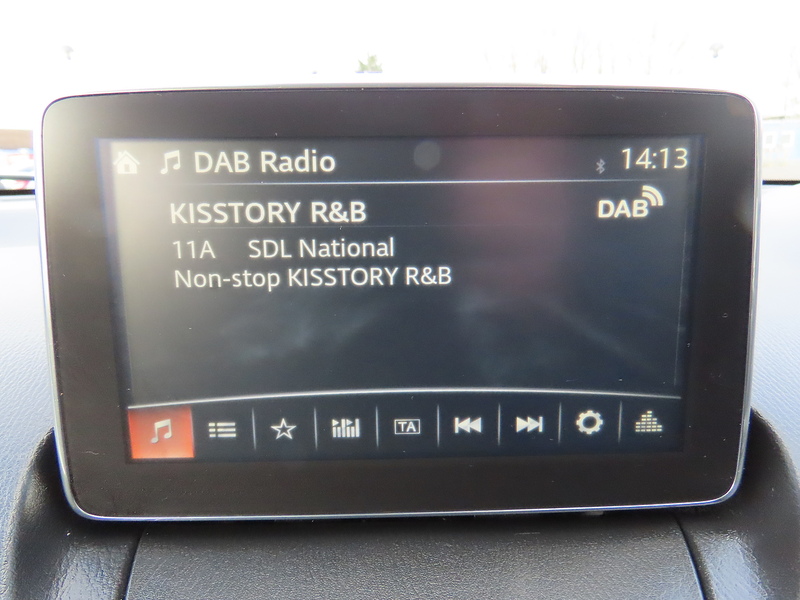 DAB Radio 14:13
KISSTORY R&B DAB
11A SDL National
Non-stop KISSTORY R&B
TA